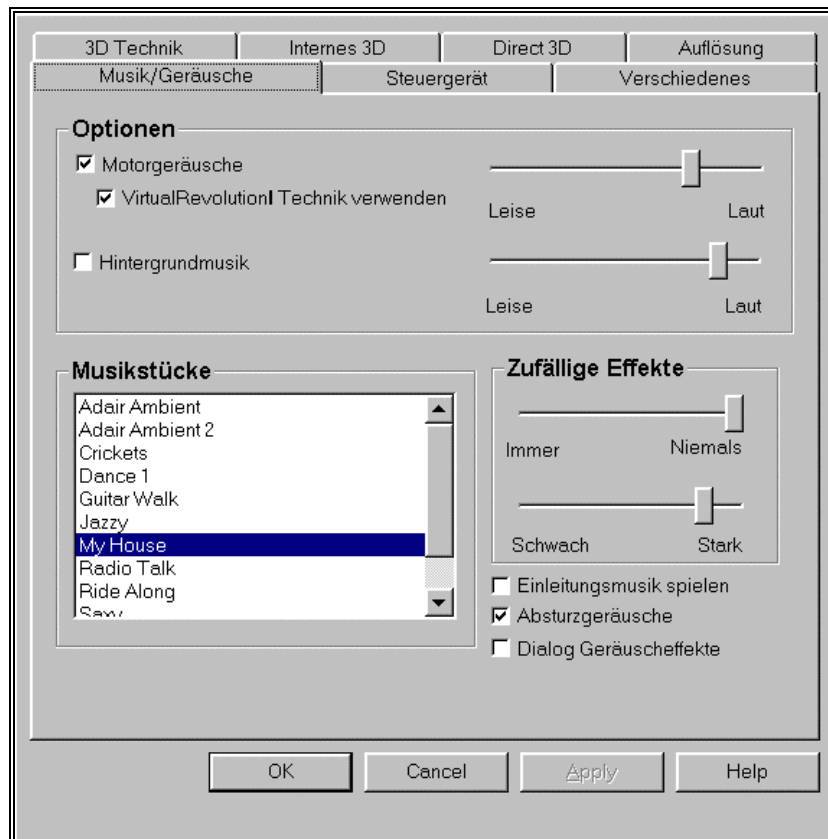 3D Technik Internes 3D Direct 3D Auflösung
Musik/Geräusche Steuergerät Verschiedenes
Optionen
Motorgeräusche
VirtualRevolutionI Technik verwenden
Leise Laut
Hintergrundmusik
Leise Laut
Musikstücke
Adair Ambient
Adair Ambient 2
Crickets
Dance 1
Guitar Walk
Jazzy
My House
Radio Talk
Ride Along
Saxy
Zufällige Effekte
Immer Niemals
Schwach Stark
Einleitungsmusik spielen
Absturzgeräusche
Dialog Geräuscheffekte
OK Cancel Apply Help